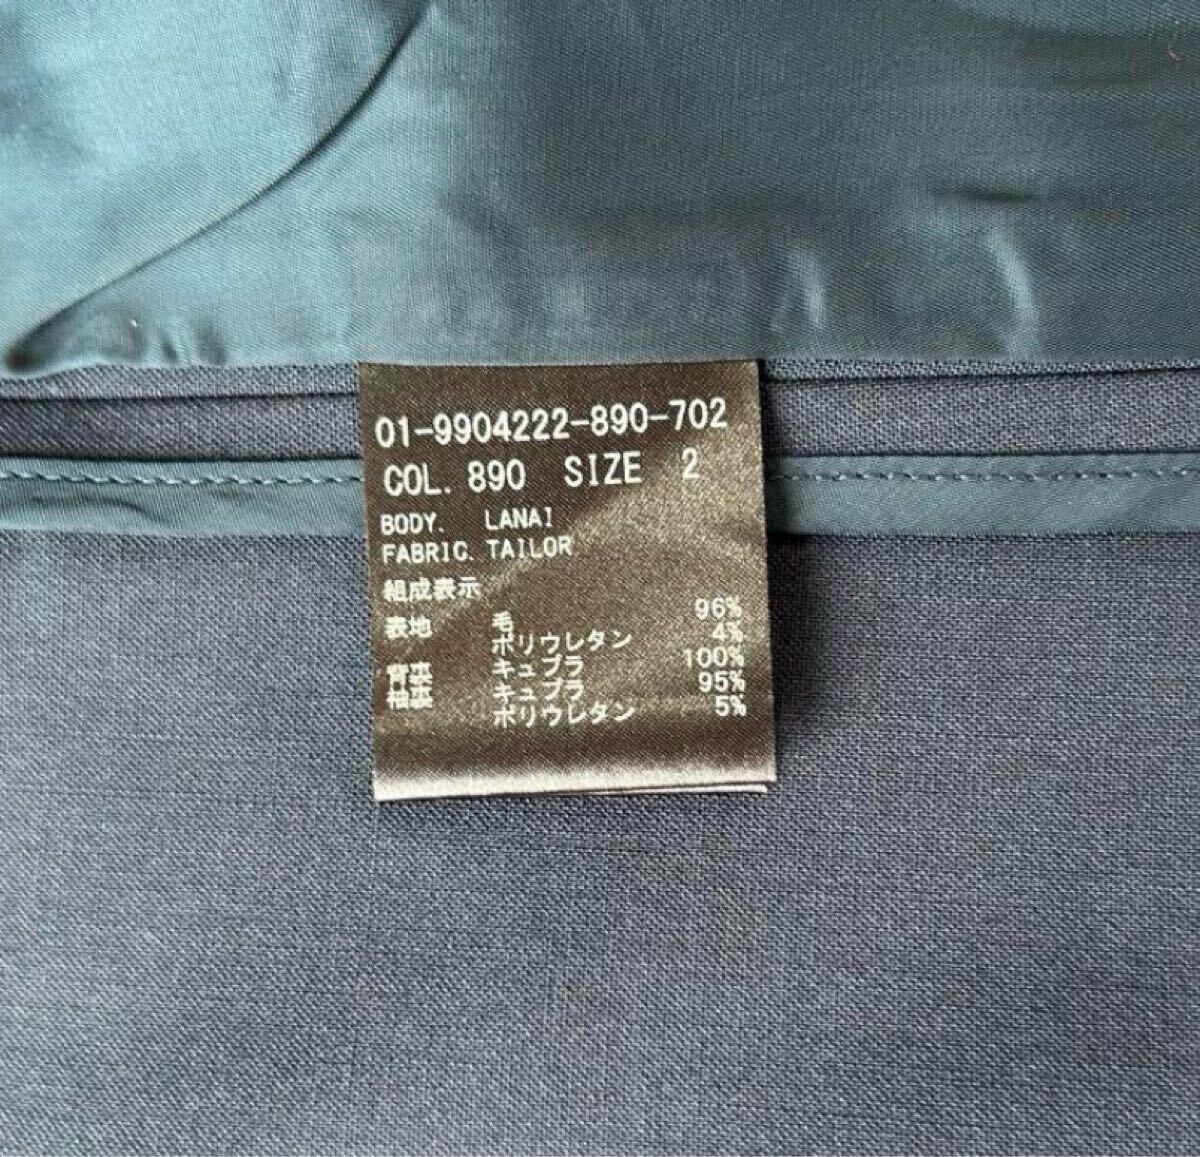 01-9904222-890-702
COL. 890 SIZE 2
BODY. LANAI
FABRIC. TAILOR
組成表示
表地 毛 96%
ポリウレタン 4%
背裏 キュプラ 100%
袖裏 キュプラ 95%
ポリウレタン 5%